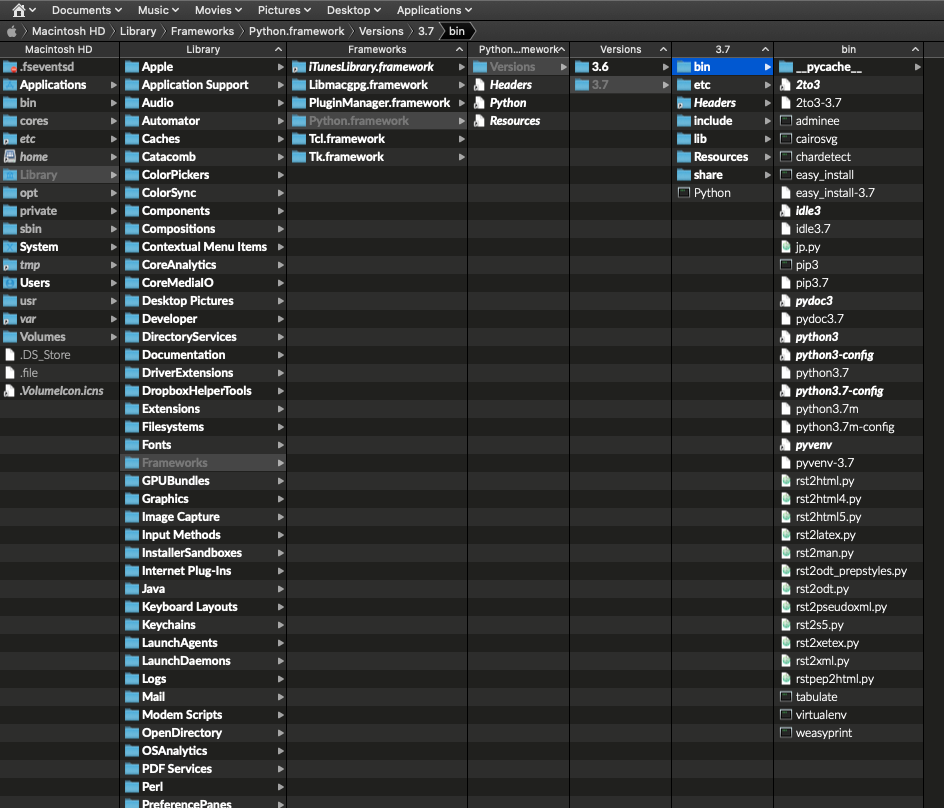 Documents Music Movies Pictures Desktop Applications
Macintosh HD Library Frameworks Python.framework Versions 3.7 bin
Macintosh HD
.fseventsd
Applications
bin
cores
etc
home
Library
opt
private
sbin
System
tmp
Users
usr
var
Volumes
.DS_Store
.file
.VolumeIcon.icns
Library
Apple
Application Support
Audio
Automator
Caches
Catacomb
ColorPickers
ColorSync
Components
Compositions
Contextual Menu Items
CoreAnalytics
CoreMediaIO
Desktop Pictures
Developer
DirectoryServices
Documentation
DriverExtensions
DropboxHelperTools
Extensions
Filesystems
Fonts
Frameworks
GPUBundles
Graphics
Image Capture
Input Methods
InstallerSandboxes
Internet Plug-Ins
Java
Keyboard Layouts
Keychains
LaunchAgents
LaunchDaemons
Logs
Mail
Modem Scripts
OpenDirectory
OSAnalytics
PDF Services
Perl
PreferencePanes
Frameworks
iTunesLibrary.framework
Libmacgpg.framework
PluginManager.framework
Python.framework
Tcl.framework
Tk.framework
Python...mework
Versions
Headers
Python
Resources
Versions
3.6
3.7
3.7
bin
etc
Headers
include
lib
Resources
share
Python
bin
__pycache__
2to3
2to3-3.7
adminee
cairosvg
chardetect
easy_install
easy_install-3.7
idle3
idle3.7
jp.py
pip3
pip3.7
pydoc3
pydoc3.7
python3
python3-config
python3.7
python3.7-config
python3.7m
python3.7m-config
pyvenv
pyvenv-3.7
rst2html.py
rst2html4.py
rst2html5.py
rst2latex.py
rst2man.py
rst2odt_prepstyles.py
rst2odt.py
rst2pseudoxml.py
rst2s5.py
rst2xetex.py
rst2xml.py
rstpep2html.py
tabulate
virtualenv
weasyprint